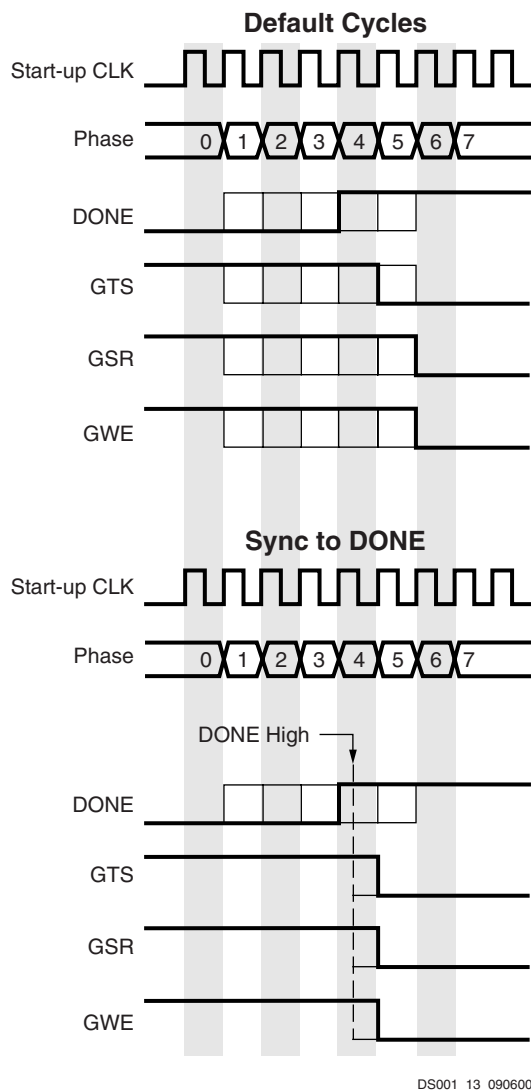 Default Cycles
Start-up CLK
Phase 0 1 2 3 4 5 6 7
DONE
GTS
GSR
GWE
Sync to DONE
Start-up CLK
Phase 0 1 2 3 4 5 6 7
DONE High
DONE
GTS
GSR
GWE
DS001_13_090600